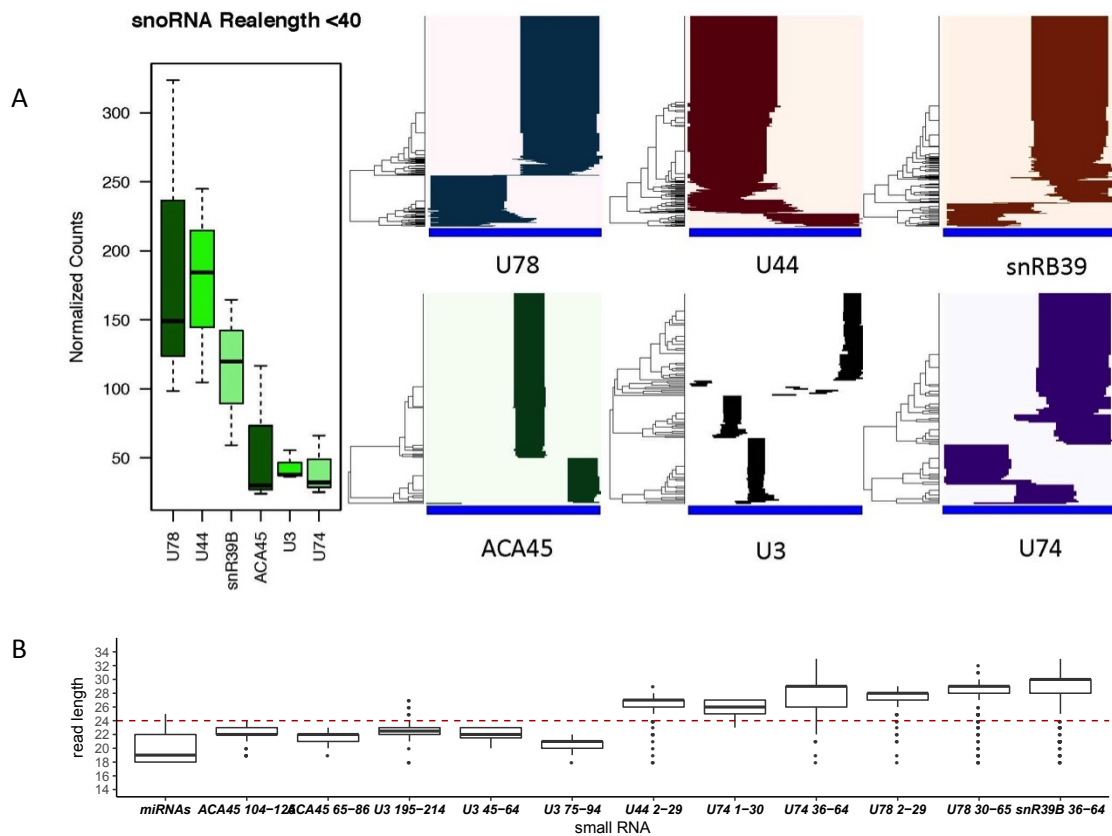 snoRNA Realength <40
A
Normalized Counts
300
250
200
150
100
50
U78
U44
snR39B
ACA45
U3
U74
U78
U44
snRB39
ACA45
U3
U74
B
read length
34
32
30
28
26
24
22
20
18
16
14
miRNAs
ACA45 104-125
ACA45 65-86
U3 195-214
U3 45-64
U3 75-94
U44 2-29
U74 1-30
U74 36-64
U78 2-29
U78 30-65
snR39B 36-64
small RNA